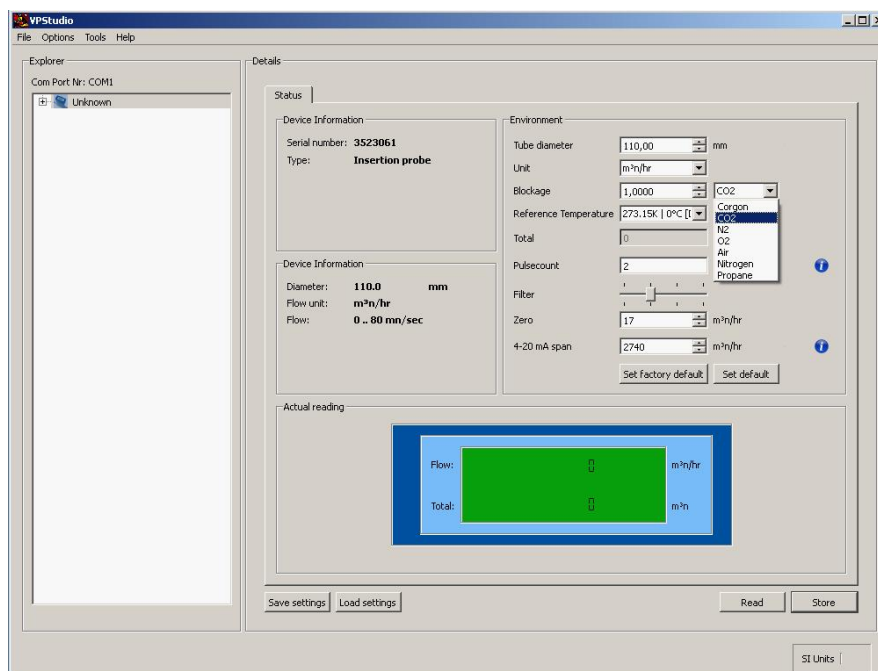 VPStudio
File Options Tools Help
Explorer
Com Port Nr: COM1
Unknown
Details
Status
Device Information
Serial number: 3523061
Type: Insertion probe
Device Information
Diameter: 110.0 mm
Flow unit: m³n/hr
Flow: 0 .. 80 mn/sec
Environment
Tube diameter 110,00 mm
Unit m³n/hr
Blockage 1,0000 CO2
Corgon
CO2
N2
O2
Air
Nitrogen
Propane
Reference Temperature 273.15K | 0°C [
Total 0
Pulsecount 2
Filter
Zero 17 m³n/hr
4-20 mA span 2740 m³n/hr
Set factory default Set default
Actual reading
Flow: 0 m³n/hr
Total: 0 m³n
Save settings Load settings Read Store
SI Units